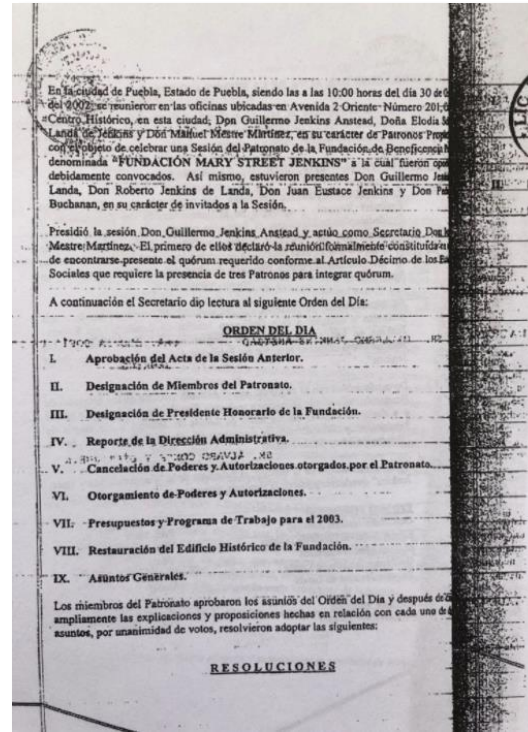 En la ciudad de Puebla, Estado de Puebla, siendo las a las 10:00 horas del día 30 de
del 2002, se reunieron en las oficinas ubicadas en Avenida 2 Oriente Número 201,
Centro Histórico, en esta ciudad; Don Guillermo Jenkins Anstead, Doña Elodia
Landa de Jenkins y Don Manuel Mestre Martínez, en su carácter de Patronos
con objeto de celebrar una Sesión del Patronato de la Fundación de Beneficencia
denominada "FUNDACIÓN MARY STREET JENKINS" a la cual fueron
debidamente convocados. Así mismo, estuvieron presentes Don Guillermo
Landa, Don Roberto Jenkins de Landa, Don Juan Eustace Jenkins y Don
Buchanan, en su carácter de invitados a la Sesión.
Presidió la sesión Don Guillermo Jenkins Anstead y actúo como Secretario Don
Mestre Martínez. El primero de ellos declaró la reunión formalmente constituida
de encontrarse presente el quórum requerido conforme al Artículo Décimo de los
Sociales que requiere la presencia de tres Patronos para integrar quórum.
A continuación el Secretario dio lectura al siguiente Orden del Día:
ORDEN DEL DIA
I. Aprobación del Acta de la Sesión Anterior.
II. Designación de Miembros del Patronato.
III. Designación de Presidente Honorario de la Fundación.
IV. Reporte de la Dirección Administrativa.
V. Cancelación de Poderes y Autorizaciones otorgados por el Patronato.
VI. Otorgamiento de Poderes y Autorizaciones.
VII. Presupuestos y Programa de Trabajo para el 2003.
VIII. Restauración del Edificio Histórico de la Fundación.
IX. Asuntos Generales.
Los miembros del Patronato aprobaron los asuntos del Orden del Día y después de
ampliamente las explicaciones y proposiciones hechas en relación con cada uno de
asuntos, por unanimidad de votos, resolvieron adoptar las siguientes:
RESOLUCIONES